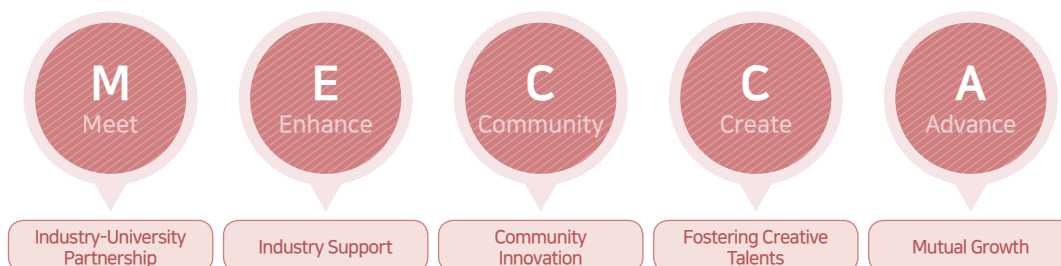 M
Meet
E
Enhance
C
Community
C
Create
A
Advance
Industry-University
Partnership
Industry Support
Community
Innovation
Fostering Creative
Talents
Mutual Growth